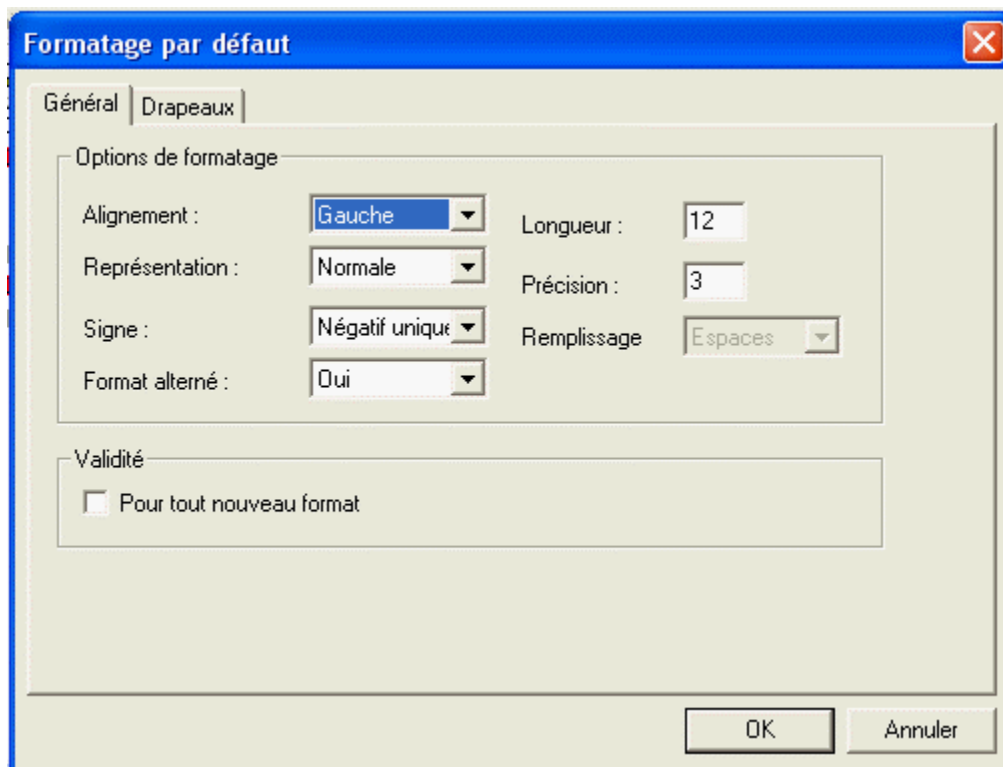 Formatage par défaut
Général Drapeaux
Options de formatage
Alignement : Gauche Longueur : 12
Représentation : Normale Précision : 3
Signe : Négatif unique Remplissage Espaces
Format alterné : Oui
Validité
Pour tout nouveau format
OK Annuler